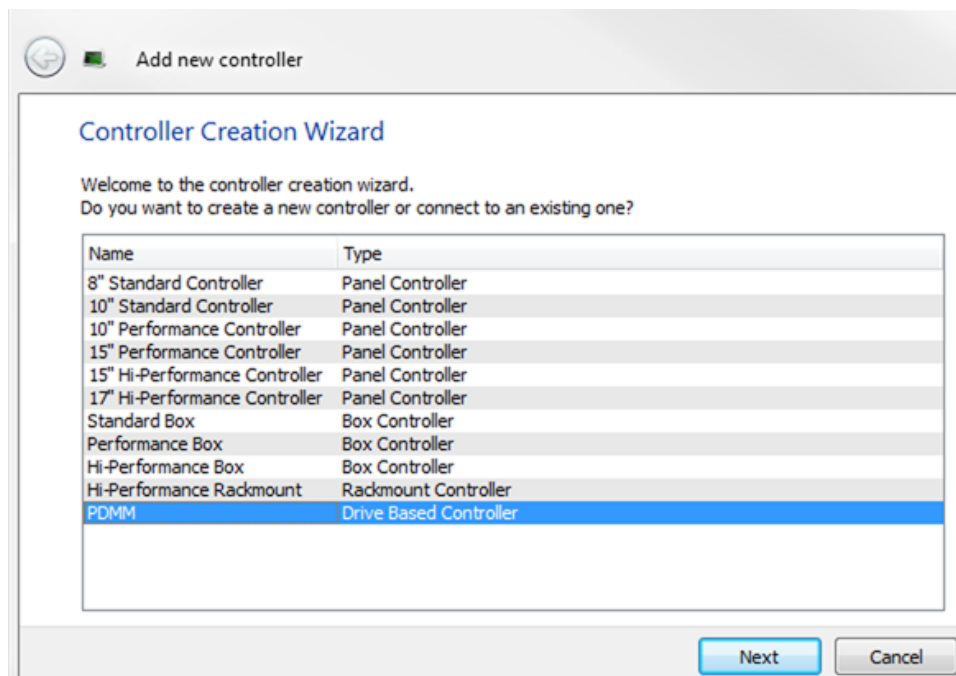 Add new controller
Controller Creation Wizard
Welcome to the controller creation wizard.
Do you want to create a new controller or connect to an existing one?
Name Type
8" Standard Controller Panel Controller
10" Standard Controller Panel Controller
10" Performance Controller Panel Controller
15" Performance Controller Panel Controller
15" Hi-Performance Controller Panel Controller
17" Hi-Performance Controller Panel Controller
Standard Box Box Controller
Performance Box Box Controller
Hi-Performance Box Box Controller
Hi-Performance Rackmount Rackmount Controller
PDMM Drive Based Controller
Next Cancel